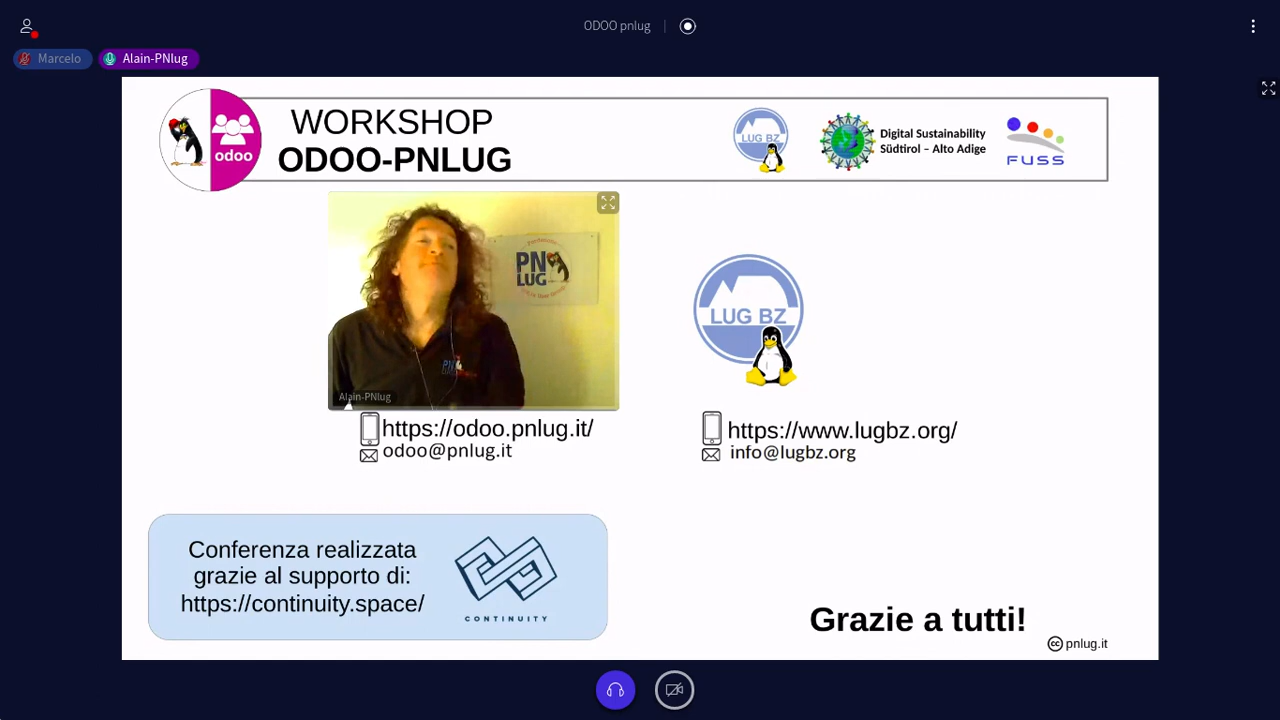 ODOO pnlug
Marcelo
Alain-PNlug
WORKSHOP
ODOO-PNLUG
odoo
LUG BZ
Digital Sustainability
Südtirol – Alto Adige
FUSS
PN
LUG
Alain-PNlug
LUG BZ
https://odoo.pnlug.it/
odoo@pnlug.it
https://www.lugbz.org/
info@lugbz.org
Conferenza realizzata
grazie al supporto di:
https://continuity.space/
CONTINUITY
Grazie a tutti!
cc pnlug.it